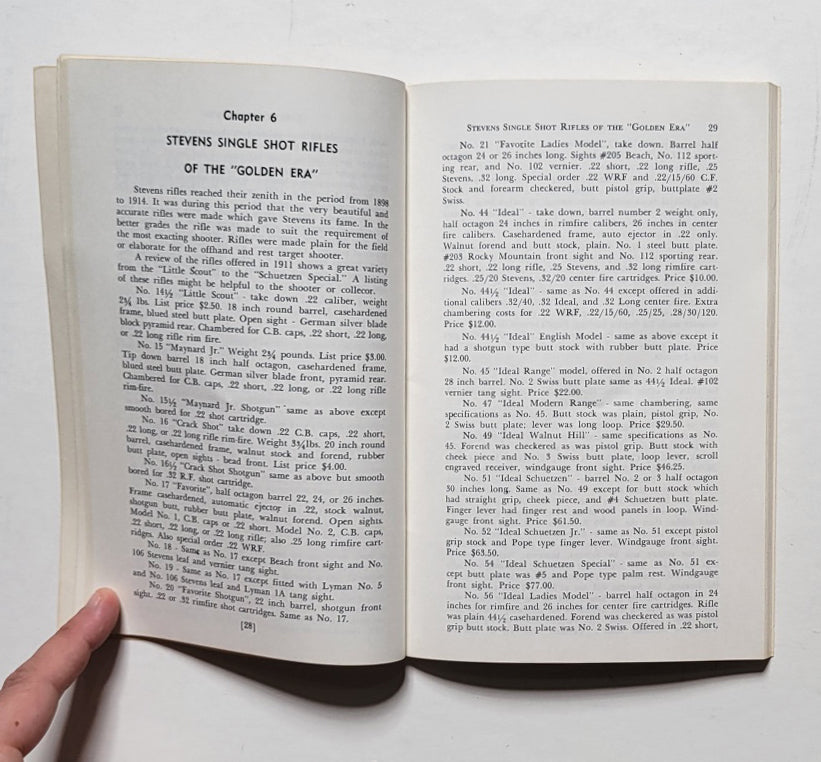 Chapter 6
STEVENS SINGLE SHOT RIFLES
OF THE "GOLDEN ERA"
Stevens rifles reached their zenith in the period from 1898
to 1914. It was during this period that the very beautiful and
accurate rifles were made which gave Stevens its fame. In the
better grades the rifle was made to suit the requirement of
the most exacting shooter. Rifles were made plain for the field
or elaborate for the offhand and rest target shooter.
A review of the rifles offered in 1911 shows a great variety
from the "Little Scout" to the "Schuetzen Special." A listing
of these rifles might be helpful to the shooter or collecor.
No. 14½ "Little Scout" - take down .22 caliber, weight
2¾ lbs. List price $2.50. 18 inch round barrel, casehardened
frame, blued steel butt plate. Open sight - German silver blade
block pyramid rear. Chambered for C.B. caps, .22 short, .22 long,
or .22 long rifle rim fire.
No. 15 "Maynard Jr." Weight 2¾ pounds. List price $3.00.
Tip down barrel 18 inch half octagon, casehardened frame,
blued steel butt plate. German silver blade front, pyramid rear.
Chambered for C.B. caps, .22 short, .22 long, or .22 long rifle
rim-fire.
No. 15½ "Maynard Jr. Shotgun" same as above except
smooth bored for .22 shot cartridge.
No. 16 "Crack Shot" take down .22 C.B. caps, .22 short,
.22 long, or .22 long rifle rim-fire. Weight 3¾lbs. 20 inch round
barrel, casehardened frame, walnut stock and forend, rubber
butt plate, open sights - bead front. List price $4.00.
No. 16½ "Crack Shot Shotgun" same as above but smooth
bored for .32 R.F. shot cartridge.
No. 17 "Favorite", half octagon barrel 22, 24, or 26 inches.
Frame casehardened, automatic ejector in .22, stock walnut,
shotgun butt, rubber butt plate, walnut forend. Open sights.
Model No. 1, C.B. caps or .22 short. Model No. 2, C.B. caps,
.22 short, .22 long, or .22 long rifle; also .25 long rimfire cart-
ridges. Also special order .22 WRF.
No. 18 - Same as No. 17 except Beach front sight and No.
106 Stevens leaf and vernier tang sight.
No. 19 - Same as No. 17 except fitted with Lyman No. 5
and No. 106 Stevens leaf and Lyman 1A tang sight.
No. 20 "Favorite Shotgun", 22 inch barrel, shotgun front
sight. .22 or .32 rimfire shot cartridges. Same as No. 17.
[28]
STEVENS SINGLE SHOT RIFLES OF THE "GOLDEN ERA" 29
No. 21 "Favorite Ladies Model", take down. Barrel half
octagon 24 or 26 inches long. Sights #205 Beach, No. 112 sport-
ing rear, and No. 102 vernier. .22 short, .22 long rifle, .25
Stevens, .32 long. Special order .22 WRF and .22/15/60 C.F.
Stock and forearm checkered, butt pistol grip, buttplate #2
Swiss.
No. 44 "Ideal" - take down, barrel number 2 weight only,
half octagon 24 inches in rimfire calibers, 26 inches in center
fire calibers. Casehardened frame, auto ejector in .22 only.
Walnut forend and butt stock, plain. No. 1 steel butt plate.
#203 Rocky Mountain front sight and No. 112 sporting rear.
.22 short, .22 long rifle, .25 Stevens, and .32 long rimfire cart-
ridges. .25/20 Stevens, .32/20 center fire cartridges. Price $10.00.
No. 44½ "Ideal" - same as No. 44 except offered in addi-
tional calibers .32/40, .32 Ideal, and .32 Long center fire. Extra
chambering costs for .22 WRF, .22/15/60, .25/25, .28/30/120.
Price $12.00.
No. 44½ "Ideal" English Model - same as above except it
had a shotgun type butt stock with rubber butt plate. Price
$12.00.
No. 45 "Ideal Range" model, offered in No. 2 half octagon
28 inch barrel. No. 2 Swiss butt plate same as 44½ Ideal. #102
vernier tang sight. Price $22.00.
No. 47 "Ideal Modern Range" - same chambering, same
specifications as No. 45. Butt stock was plain, pistol grip, No.
2 Swiss butt plate; lever was long loop. Price $29.50.
No. 49 "Ideal Walnut Hill" - same specifications as No.
45. Forend was checkered as was pistol grip. Butt stock with
cheek piece and No. 3 Swiss butt plate, loop lever, scroll
engraved receiver, windgauge front sight. Price $46.25.
No. 51 "Ideal Schuetzen" - barrel No. 2 or 3 half octagon
30 inches long. Same as No. 49 except for butt stock which
had straight grip, cheek piece, and #4 Schuetzen butt plate.
Finger lever had finger rest and wood panels in loop. Wind-
gauge front sight. Price $61.50.
No. 52 "Ideal Schuetzen Jr." - same as No. 51 except pistol
grip stock and Pope type finger lever. Windgauge front sight.
Price $63.50.
No. 54 "Ideal Schuetzen Special" - same as No. 51 ex-
cept butt plate was #5 and Pope type palm rest. Windgauge
front sight. Price $77.00.
No. 56 "Ideal Ladies Model" - barrel half octagon in 24
inches for rimfire and 26 inches for center fire cartridges. Rifle
was plain 44½ casehardened. Forend was checkered as was pistol
grip butt stock. Butt plate was No. 2 Swiss. Offered in .22 short,